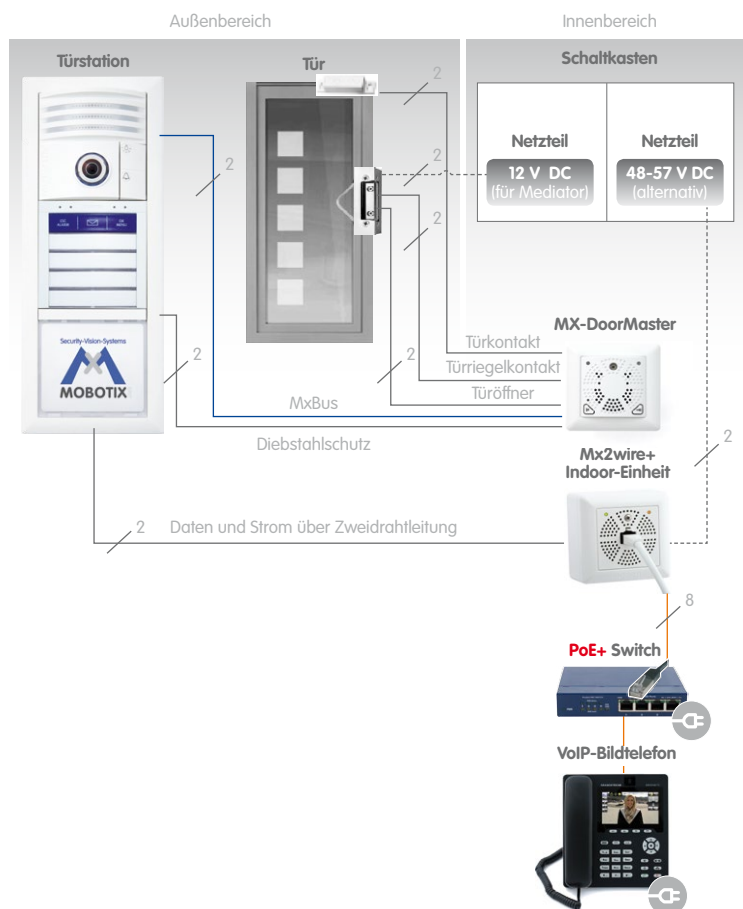 Außenbereich
Innenbereich
Türstation
Tür
Schaltkasten
2
2
2
2
2
Netzteil
12 V DC
(für Mediator)
Netzteil
48-57 V DC
(alternativ)
Security-Vision-Systems
MOBOTIX
2
Türkontakt
Türriegelkontakt
Türöffner
MxBus
Diebstahlschutz
MX-DoorMaster
Mx2wire+
Indoor-Einheit
2
2 Daten und Strom über Zweidrahtleitung
8
PoE+ Switch
VoIP-Bildtelefon